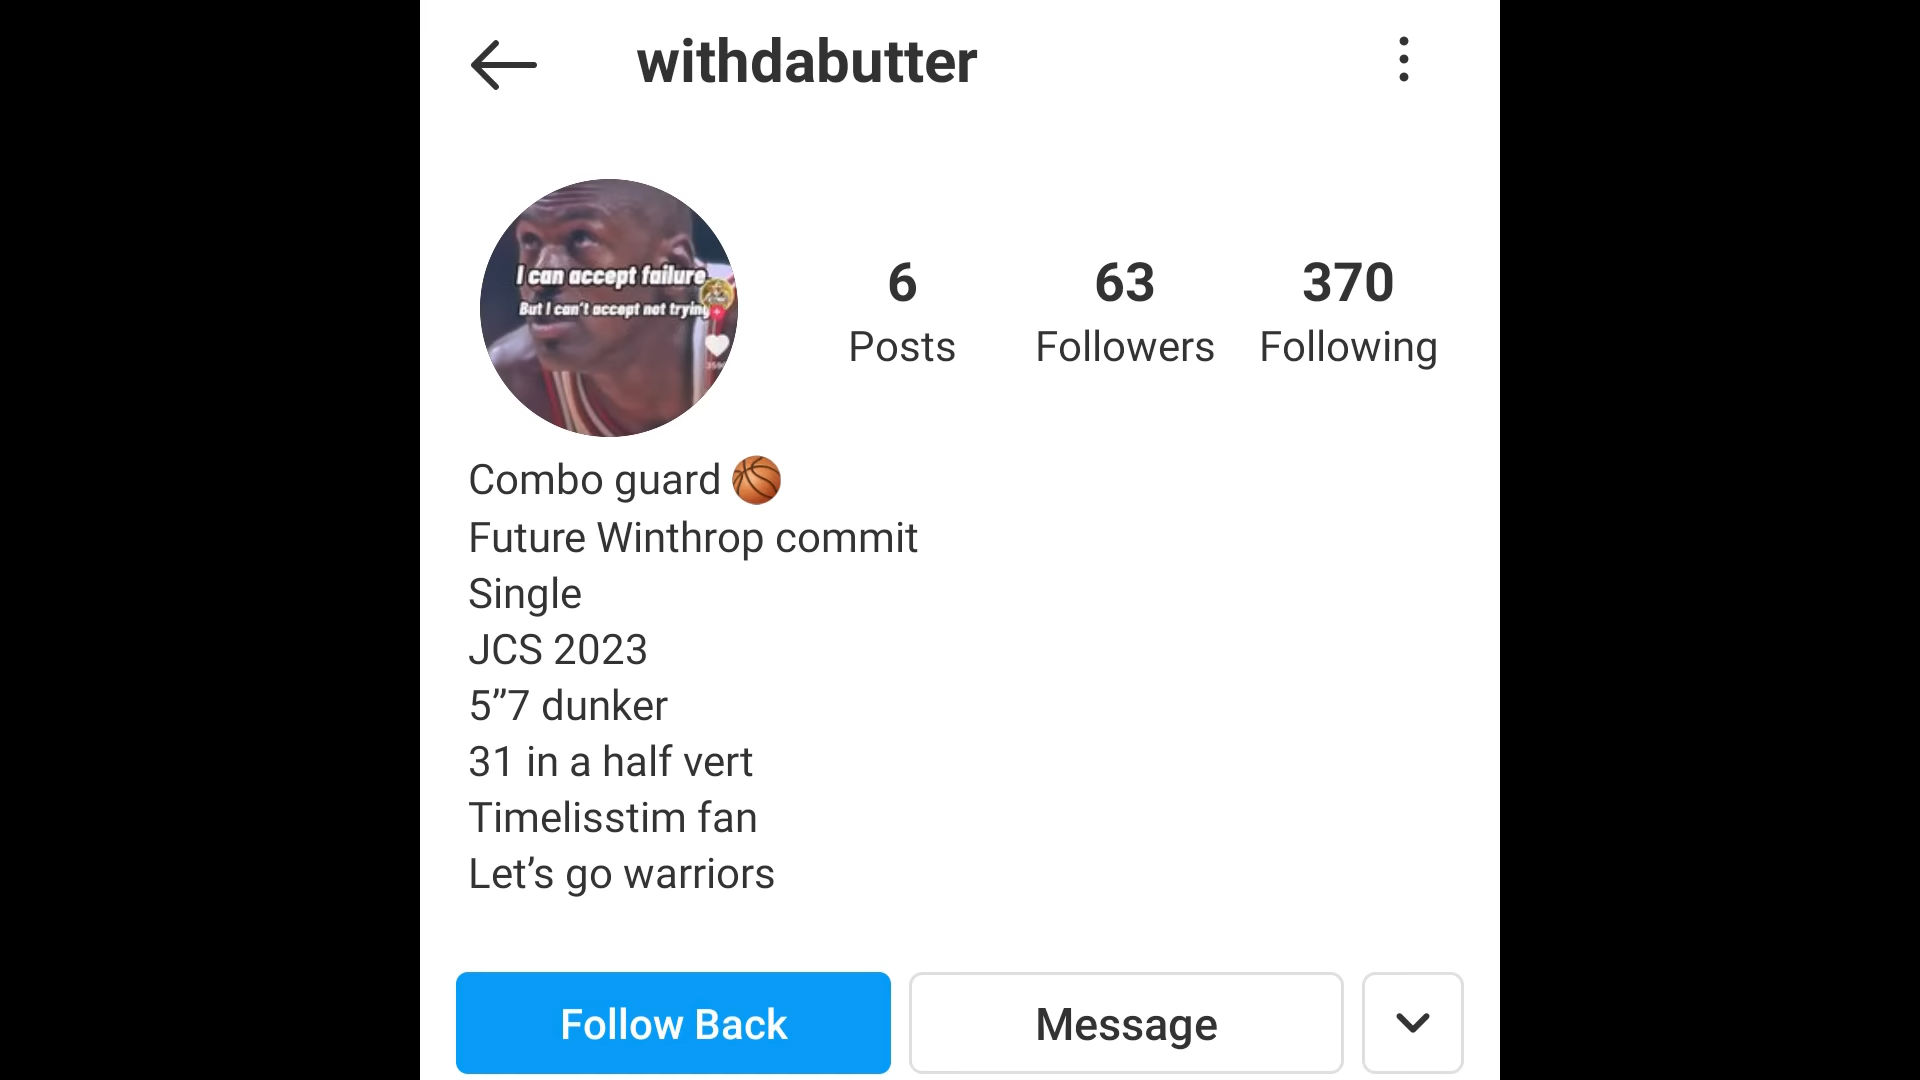 withdabutter
I can accept failure
But I can't accept not trying
6
Posts
63
Followers
370
Following
Combo guard
Future Winthrop commit
Single
JCS 2023
5”7 dunker
31 in a half vert
Timelisstim fan
Let’s go warriors
Follow Back
Message